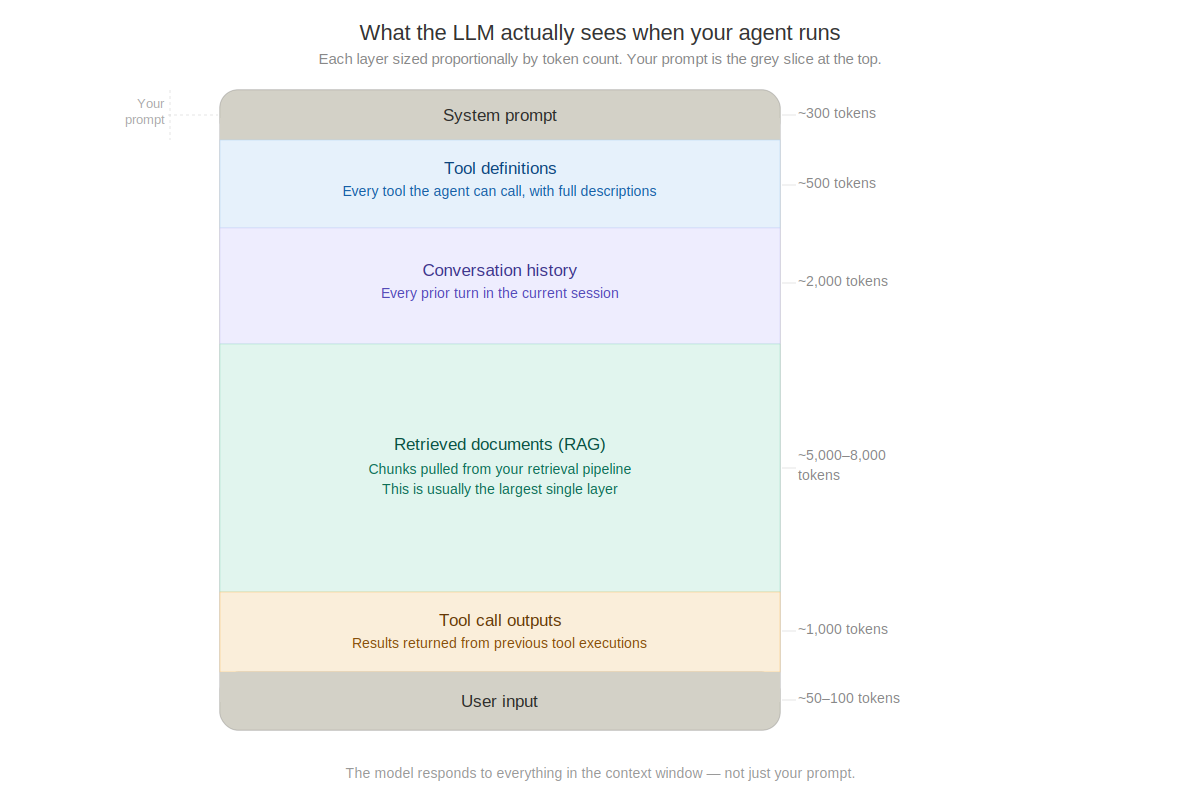 What the LLM actually sees when your agent runs
Each layer sized proportionally by token count. Your prompt is the grey slice at the top.
Your
prompt
System prompt
~300 tokens
Tool definitions
Every tool the agent can call, with full descriptions
~500 tokens
Conversation history
Every prior turn in the current session
~2,000 tokens
Retrieved documents (RAG)
Chunks pulled from your retrieval pipeline
This is usually the largest single layer
~5,000–8,000
tokens
Tool call outputs
Results returned from previous tool executions
~1,000 tokens
User input
~50–100 tokens
The model responds to everything in the context window — not just your prompt.